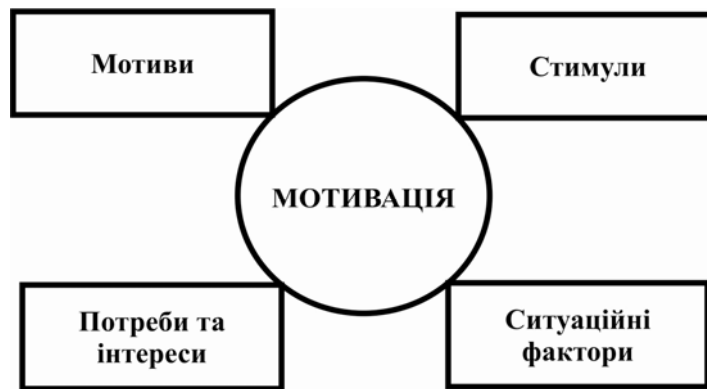 Мотиви
Стимули
МОТИВАЦІЯ
Потреби та
інтереси
Ситуаційні
фактори